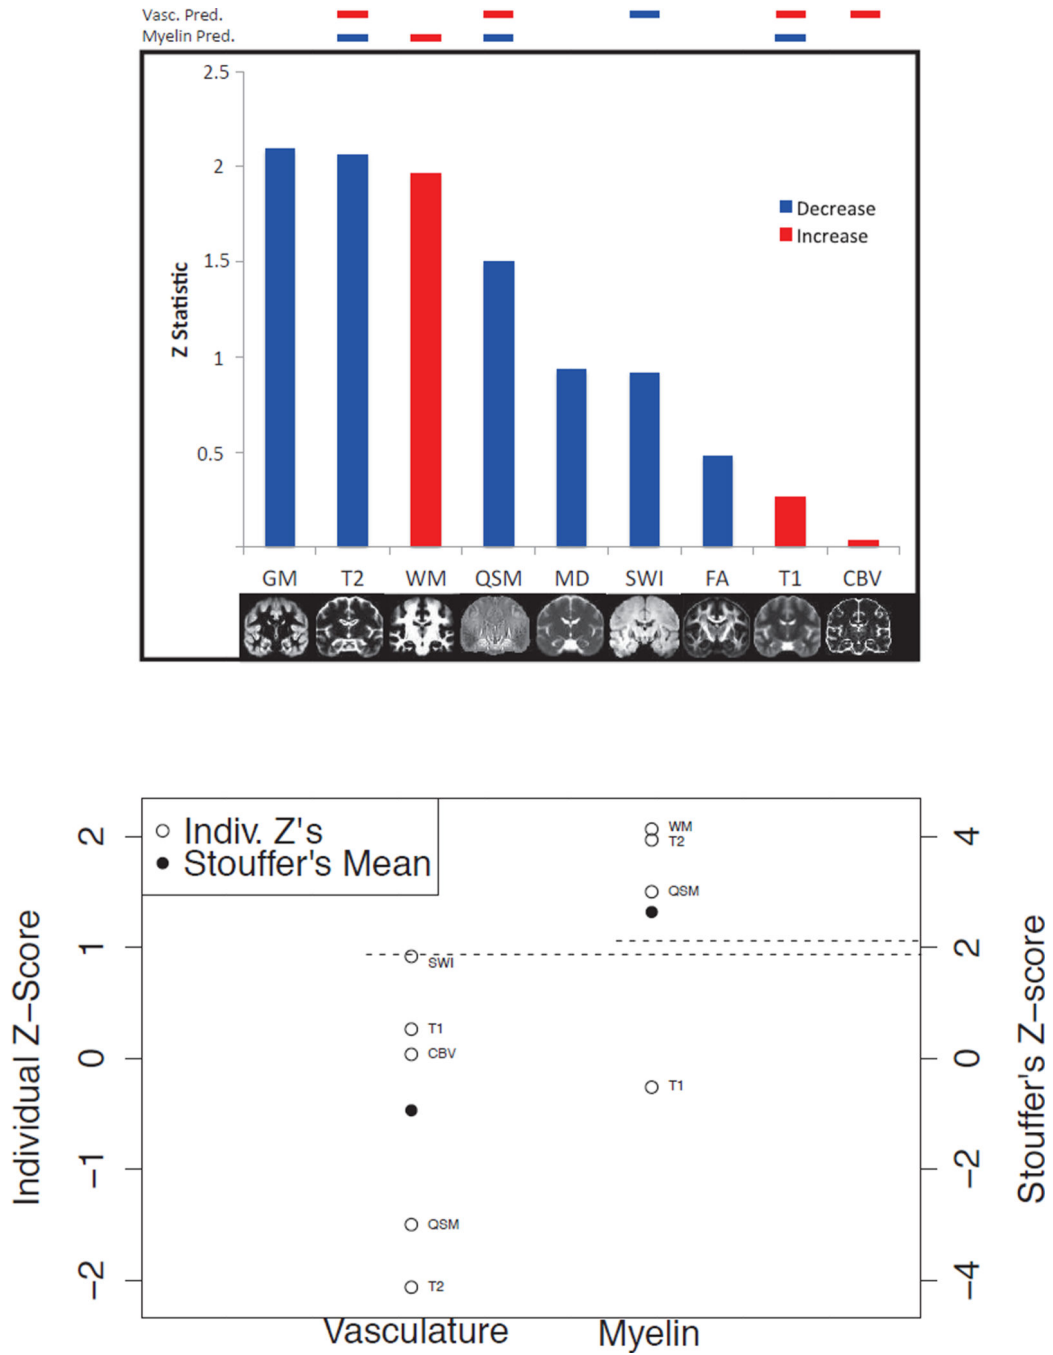 Vasc. Pred.
Myelin Pred.
2.5
2
1.5
1
0.5
Z Statistic
Decrease
Increase
GM T2 WM QSM MD SWI FA T1 CBV
Indiv. Z's
Stouffer's Mean
WM
T2
QSM
SWI
T1
CBV
T1
QSM
T2
2
1
0
−1
−2
Individual Z−Score
4
2
0
−2
−4
Stouffer's Z−score
Vasculature Myelin